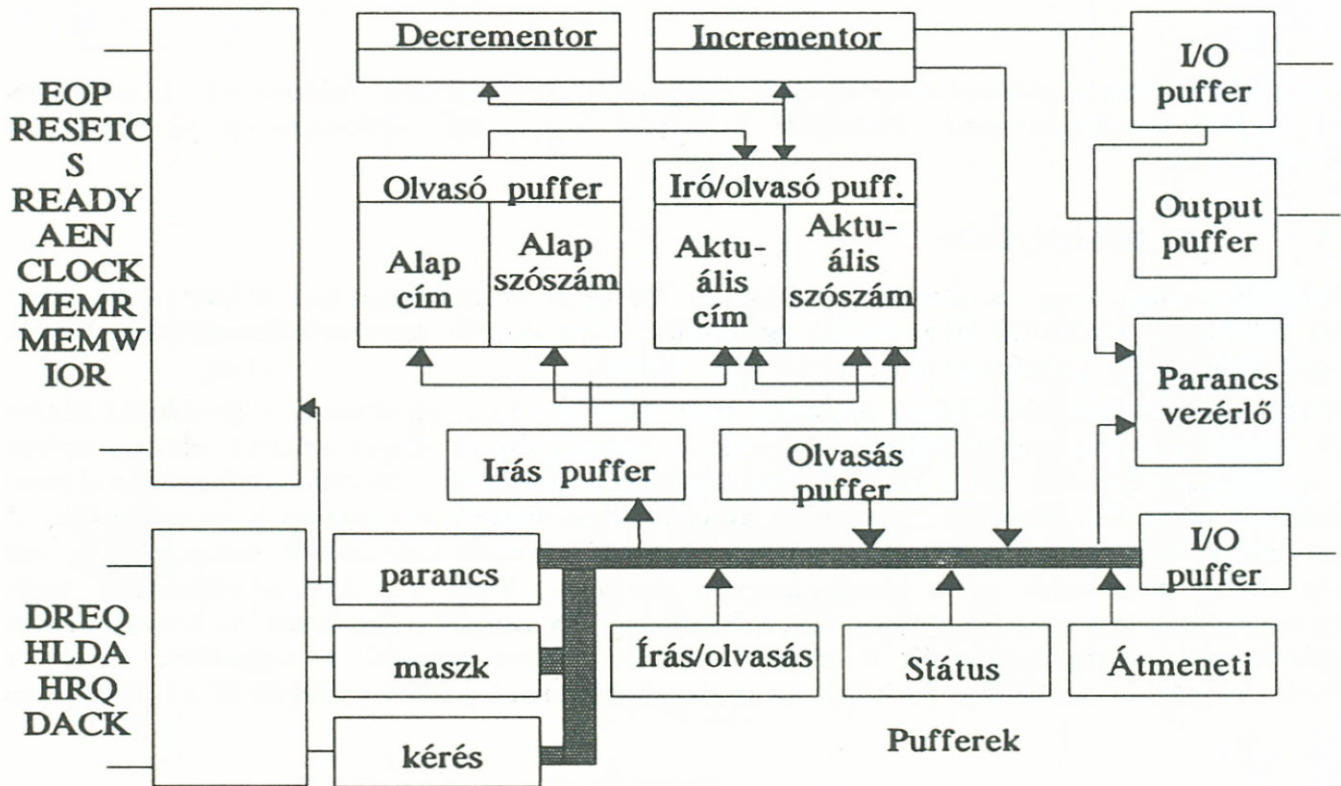 EOP
RESETC
S
READY
AEN
CLOCK
MEMR
MEMW
IOR
DREQ
HLDA
HRQ
DACK
Decrementor
Incrementor
Olvasó puffer
Alap
cím
Alap
szószám
Iró/olvasó puff.
Aktu-
ális
cím
Aktu-
ális
szószám
I/O
puffer
Output
puffer
Parancs
vezérlő
Irás puffer
Olvasás
puffer
I/O
puffer
parancs
maszk
kérés
Írás/olvasás
Státus
Átmeneti
Pufferek